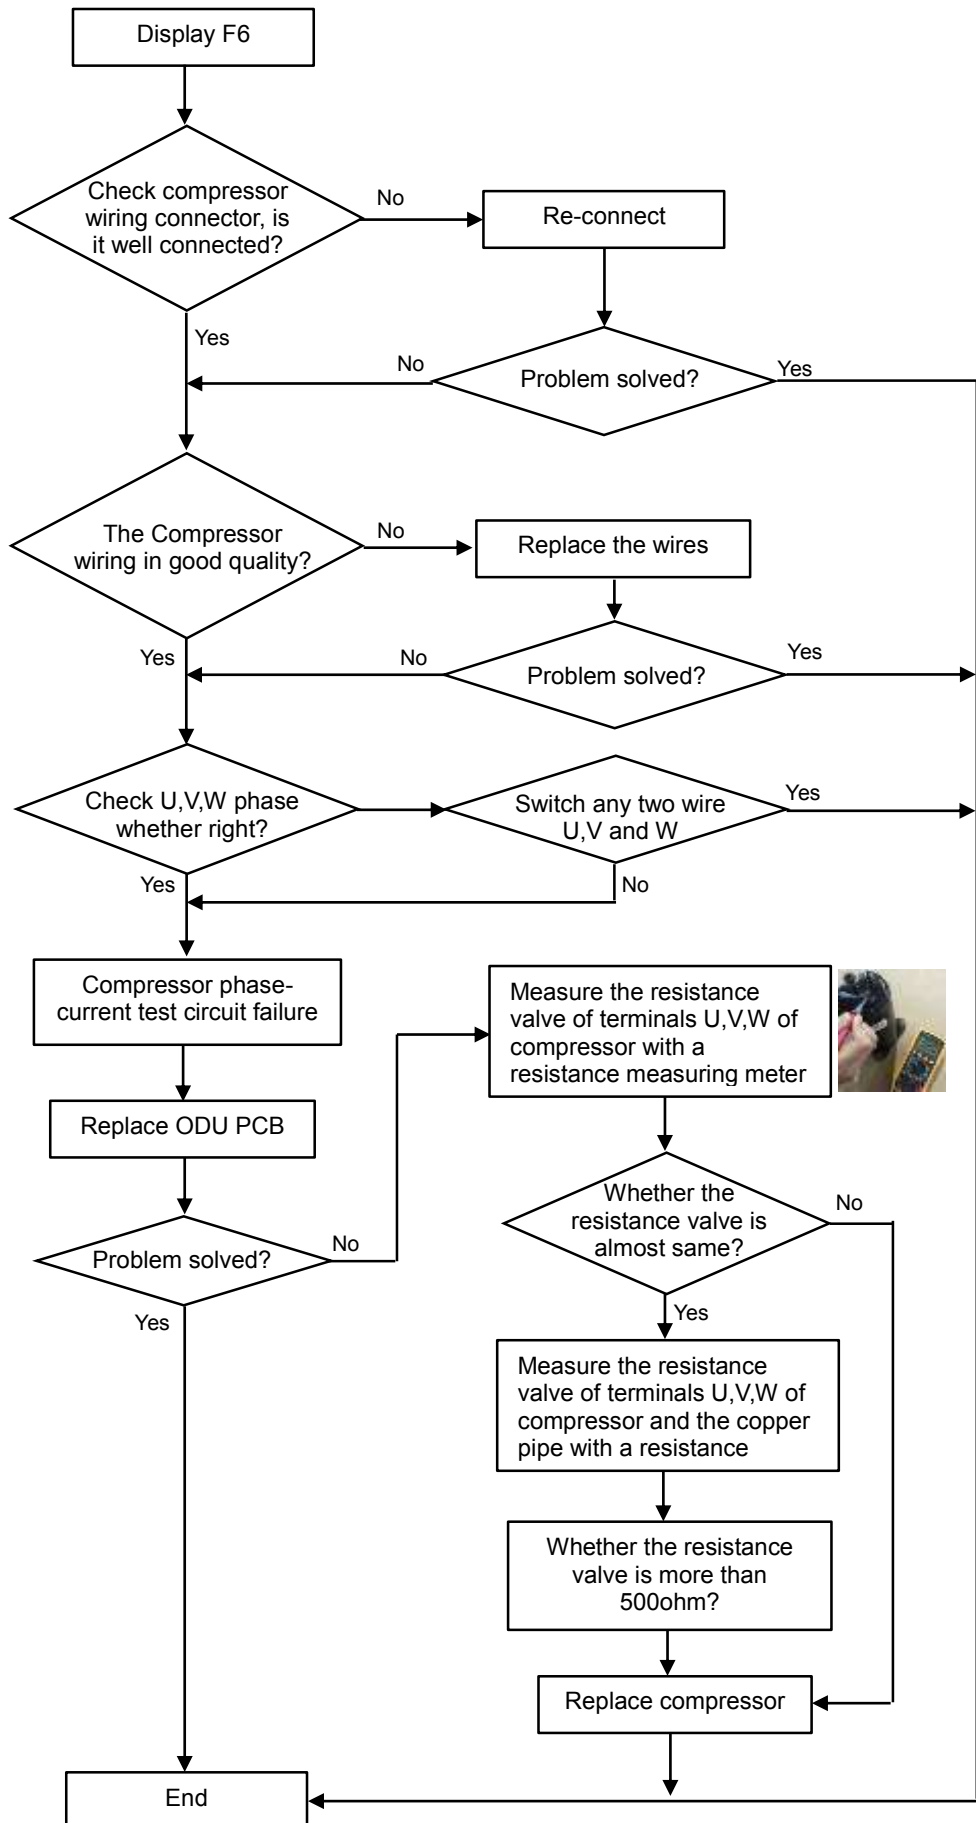 Display F6
Check compressor
wiring connector, is
it well connected?
No
Re-connect
Yes
No
Problem solved?
Yes
The Compressor
wiring in good quality?
No
Replace the wires
Yes
No
Problem solved?
Yes
Check U,V,W phase
whether right?
Switch any two wire
U,V and W
Yes
Yes
No
Compressor phase-
current test circuit failure
Measure the resistance
valve of terminals U,V,W of
compressor with a
resistance measuring meter
Replace ODU PCB
Problem solved?
No
Whether the
resistance valve is
almost same?
No
Yes
Yes
Measure the resistance
valve of terminals U,V,W of
compressor and the copper
pipe with a resistance
Whether the resistance
valve is more than
500ohm?
Replace compressor
End